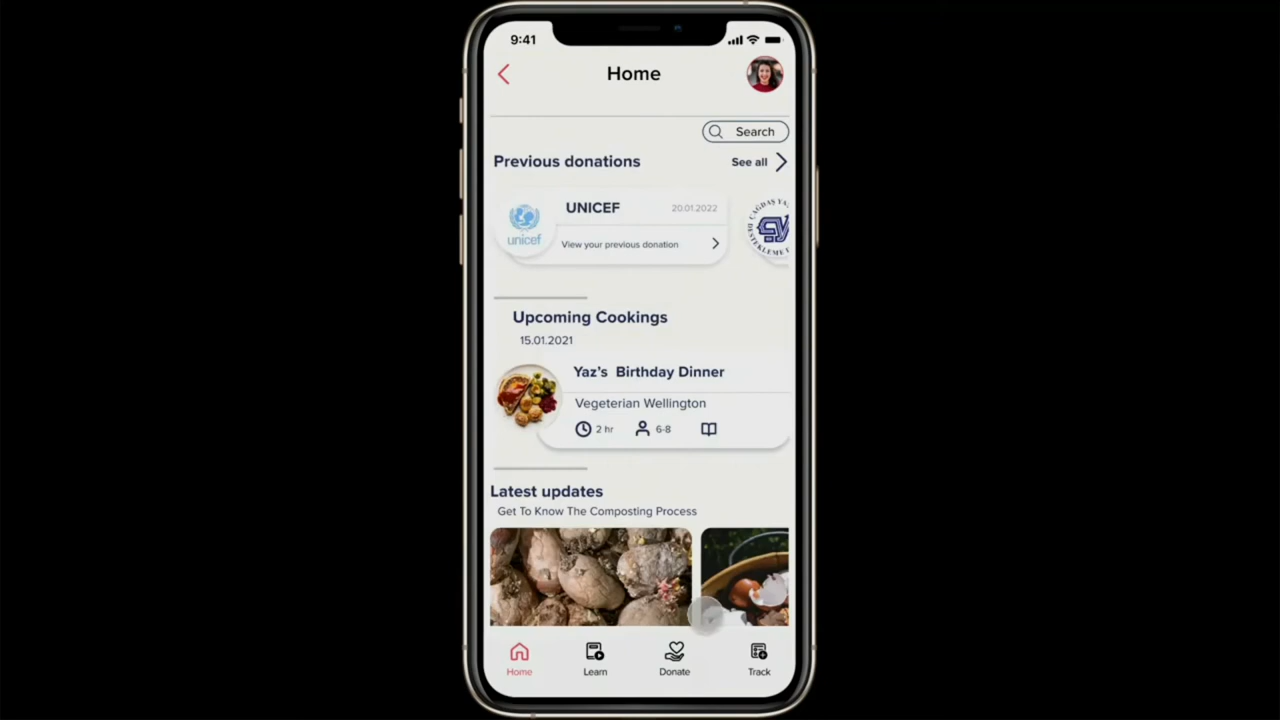 9:41
Home
Search
Previous donations
See all
UNICEF
20.01.2022
unicef
View your previous donation
Upcoming Cookings
15.01.2021
Yaz's Birthday Dinner
Vegeterian Wellington
2 hr
6-8
Latest updates
Get To Know The Composting Process
Home
Learn
Donate
Track